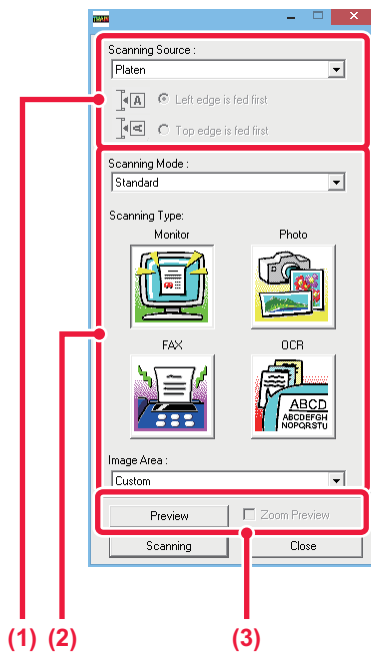 TWAIN
Scanning Source :
Platen
A Left edge is fed first
A Top edge is fed first
Scanning Mode :
Standard
Scanning Type:
Monitor Photo
FAX OCR
ABCD
ABCDEFGH
NOPQRSTU
Image Area :
Custom
Preview Zoom Preview
Scanning Close
(1) (2) (3)